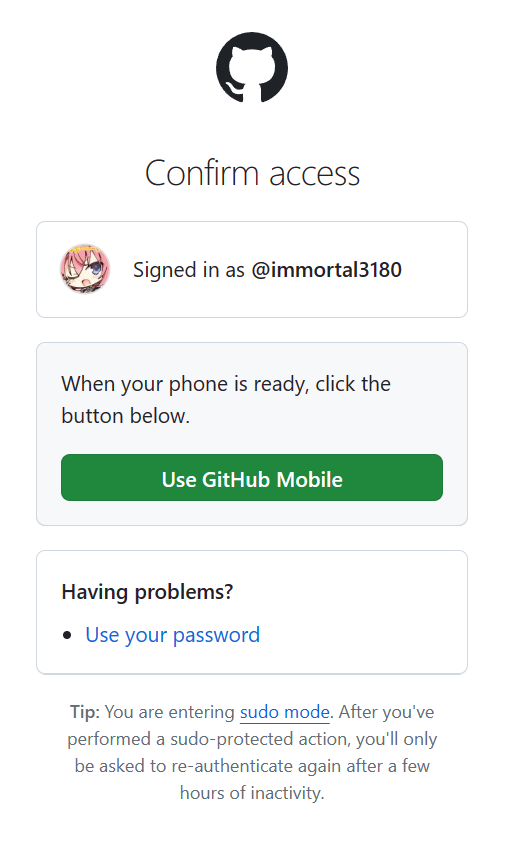 Confirm access
Signed in as @immortal3180
When your phone is ready, click the
button below.
Use GitHub Mobile
Having problems?
• Use your password
Tip: You are entering sudo mode. After you've
performed a sudo-protected action, you'll only
be asked to re-authenticate again after a few
hours of inactivity.